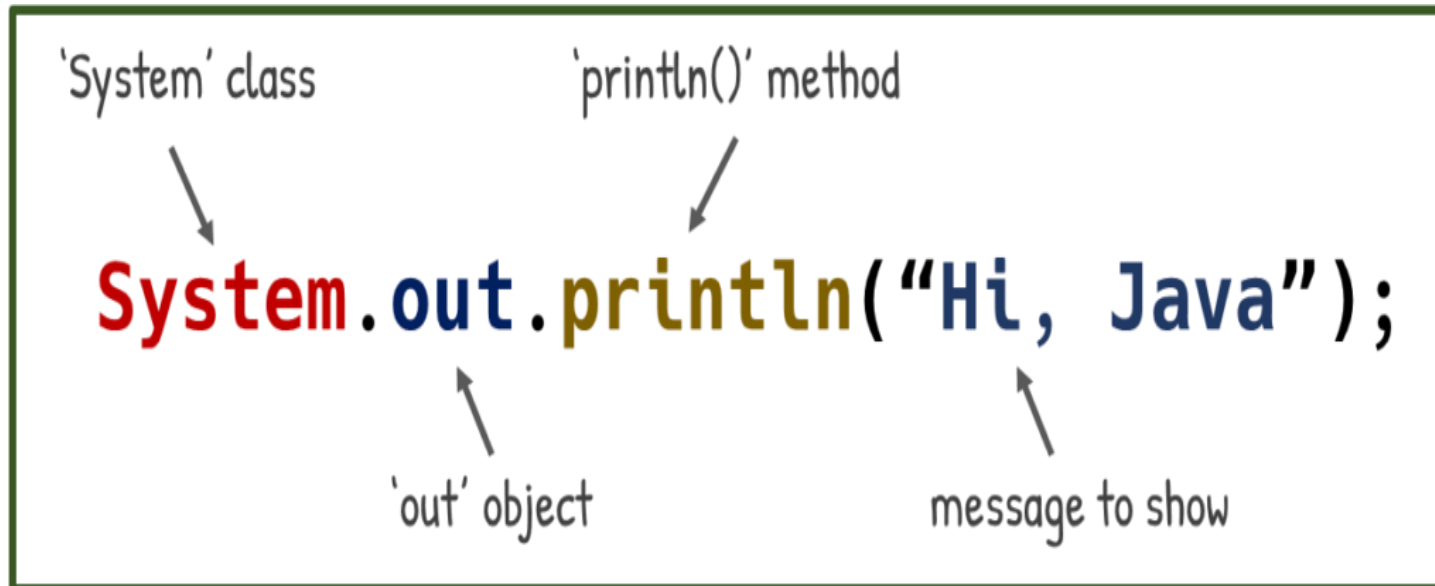 ‘System’ class
‘println()’ method
System.out.println(“Hi, Java”);
‘out’ object
message to show